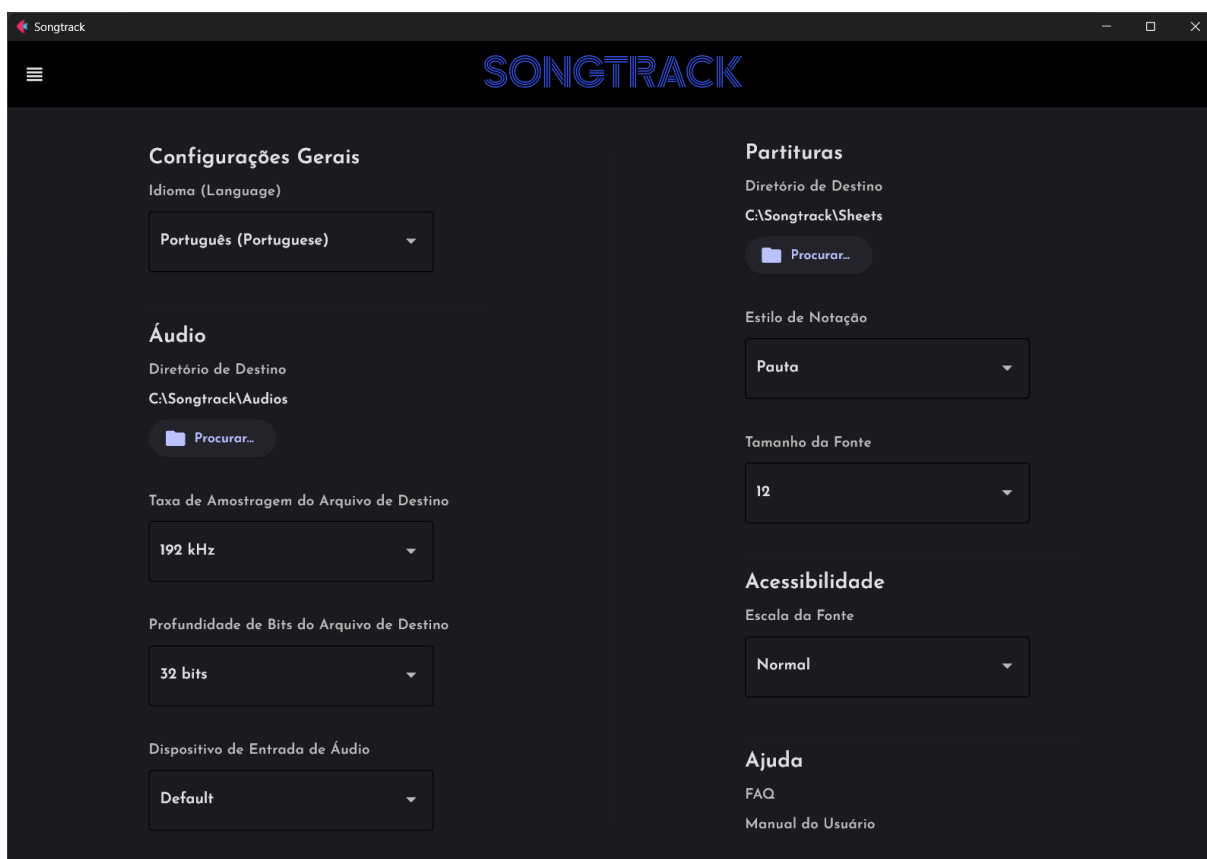 Songtrack
SONGTRACK
Configurações Gerais
Idioma (Language)
Português (Portuguese)
Áudio
Diretório de Destino
C:\Songtrack\Audios
Procurar...
Taxa de Amostragem do Arquivo de Destino
192 kHz
Profundidade de Bits do Arquivo de Destino
32 bits
Dispositivo de Entrada de Áudio
Default
Partituras
Diretório de Destino
C:\Songtrack\Sheets
Procurar...
Estilo de Notação
Pauta
Tamanho da Fonte
12
Acessibilidade
Escala da Fonte
Normal
Ajuda
FAQ
Manual do Usuário